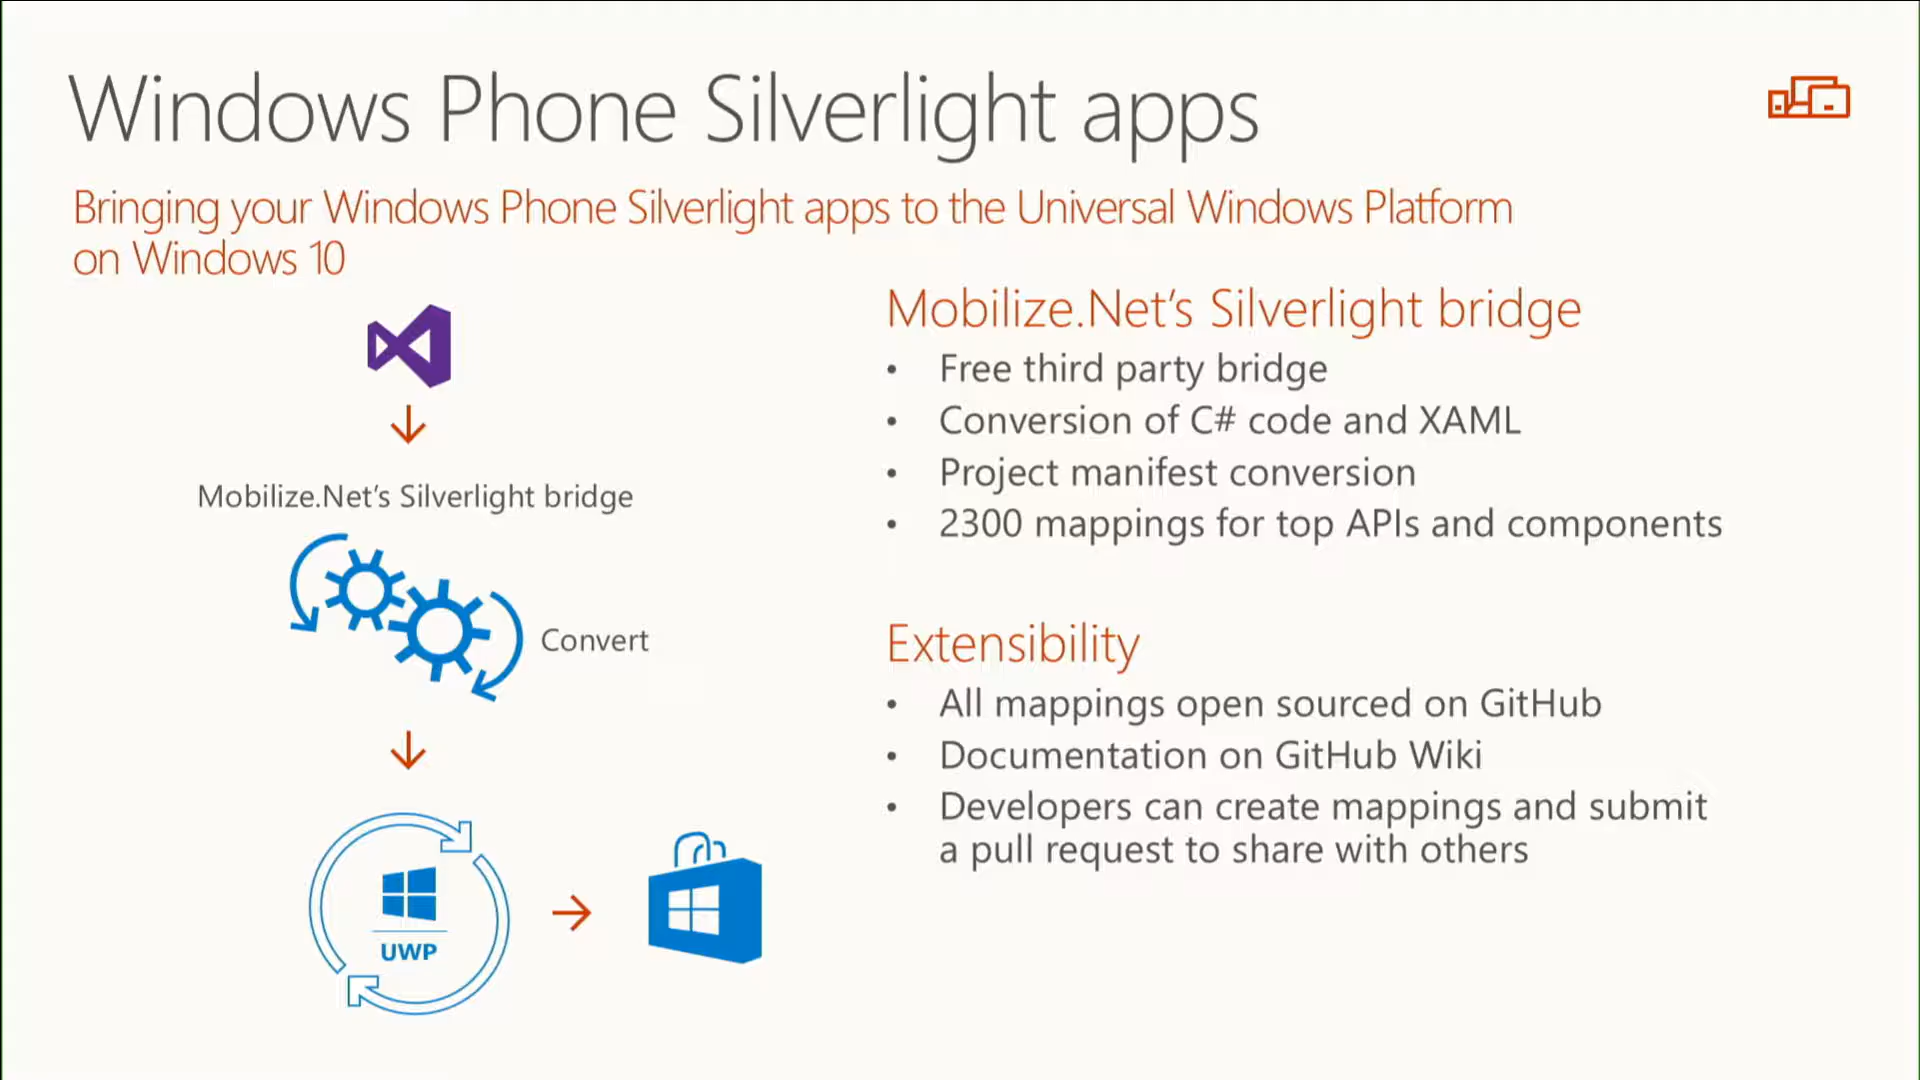 Windows Phone Silverlight apps
Bringing your Windows Phone Silverlight apps to the Universal Windows Platform
on Windows 10
Mobilize.Net's Silverlight bridge
Convert
UWP
Mobilize.Net's Silverlight bridge
• Free third party bridge
• Conversion of C# code and XAML
• Project manifest conversion
• 2300 mappings for top APIs and components
Extensibility
• All mappings open sourced on GitHub
• Documentation on GitHub Wiki
• Developers can create mappings and submit
a pull request to share with others